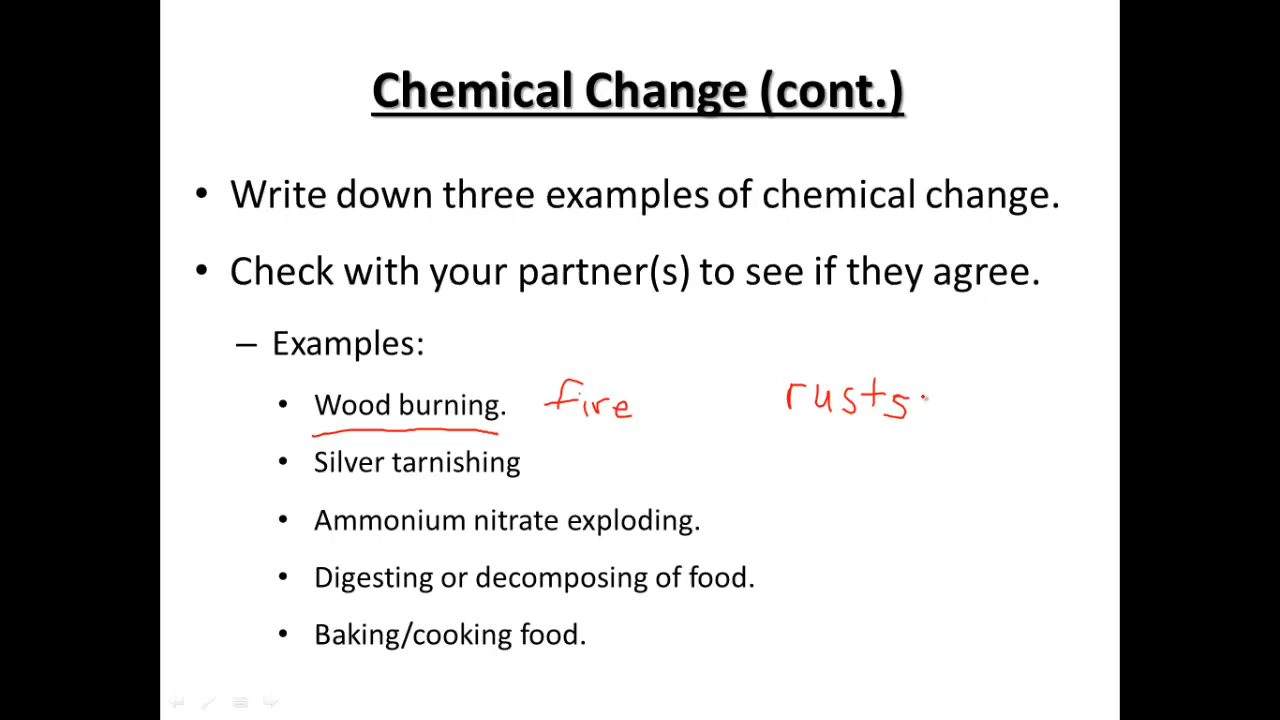 Chemical Change (cont.)
• Write down three examples of chemical change.
• Check with your partner(s) to see if they agree.
– Examples:
• Wood burning. fire rusts
• Silver tarnishing
• Ammonium nitrate exploding.
• Digesting or decomposing of food.
• Baking/cooking food.